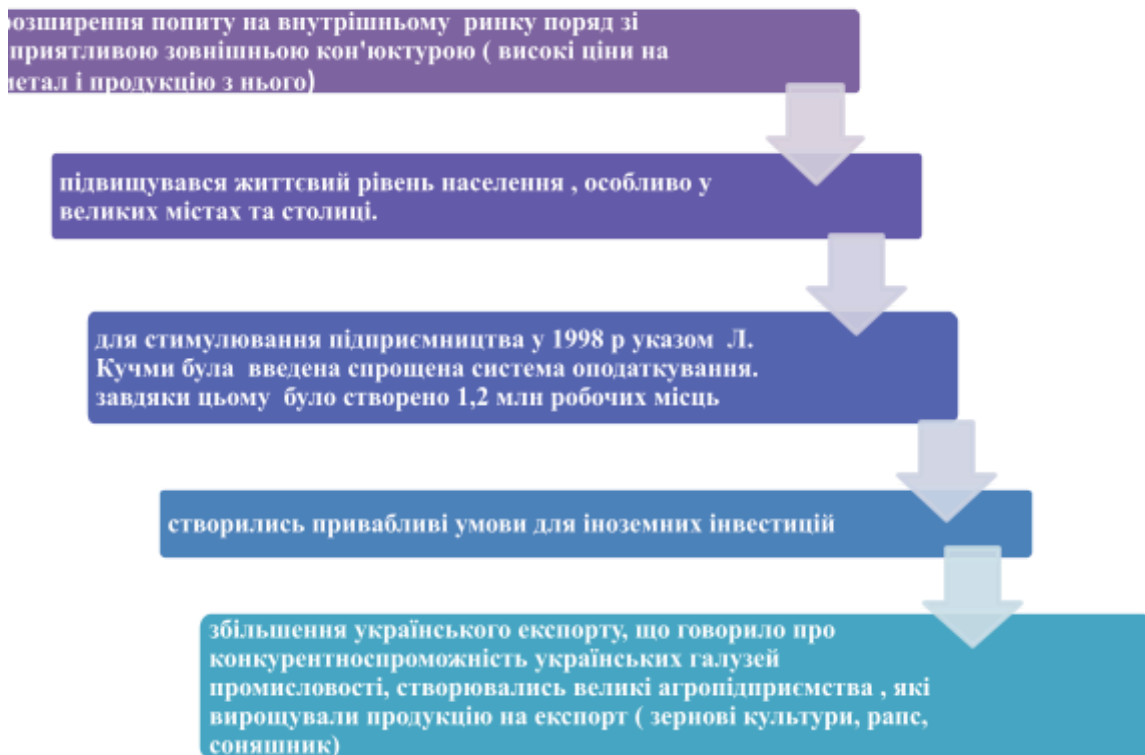 розширення попиту на внутрішньому ринку поряд зі
сприятливою зовнішньою кон'юктурою ( високі ціни на
метал і продукцію з нього)
підвищувався життєвий рівень населення , особливо у
великих містах та столиці.
для стимулювання підприємництва у 1998 р указом Л.
Кучми була введена спрощена система оподаткування.
завдяки цьому було створено 1,2 млн робочих місць
створились привабливі умови для іноземних інвестицій
збільшення українського експорту, що говорило про
конкурентноспроможність українських галузей
промисловості, створювались великі агропідприємства , які
вирощували продукцію на експорт ( зернові культури, рапс,
соняшник)